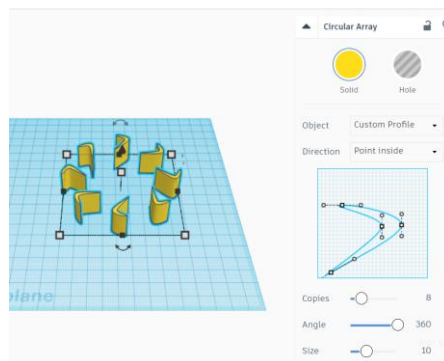 Circular Array
Solid
Hole
Object
Custom Profile
Direction
Point inside
plane
Copies
8
Angle
360
Size
10